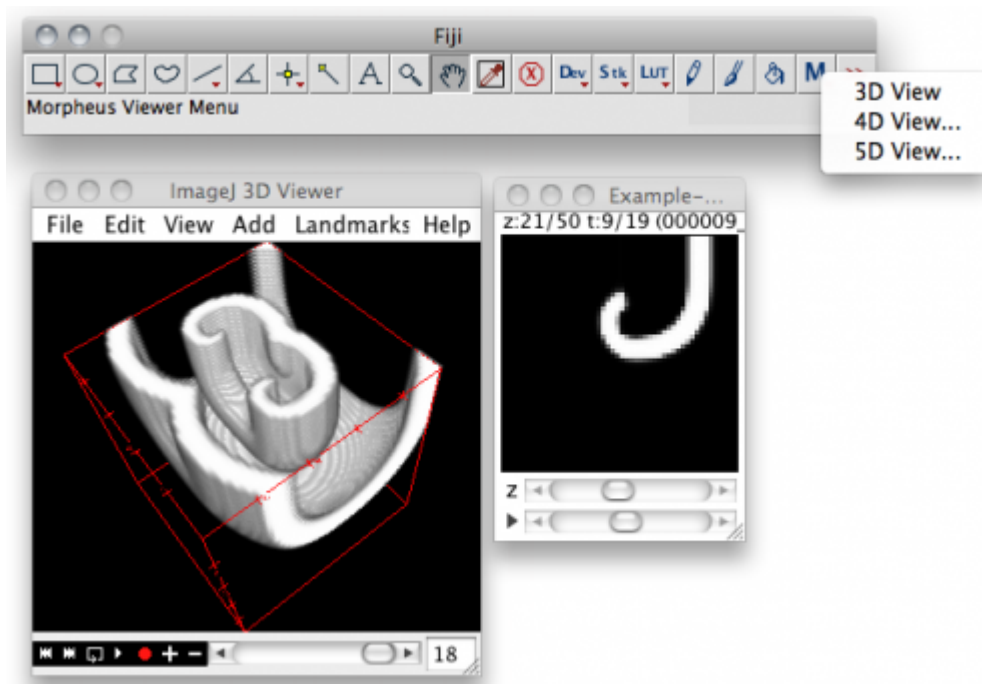 Fiji
A Dev Stk LUT M >>
Morpheus Viewer Menu
3D View
4D View...
5D View...
ImageJ 3D Viewer
File Edit View Add Landmarks Help
18
Example-...
z:21/50 t:9/19 (000009_
z